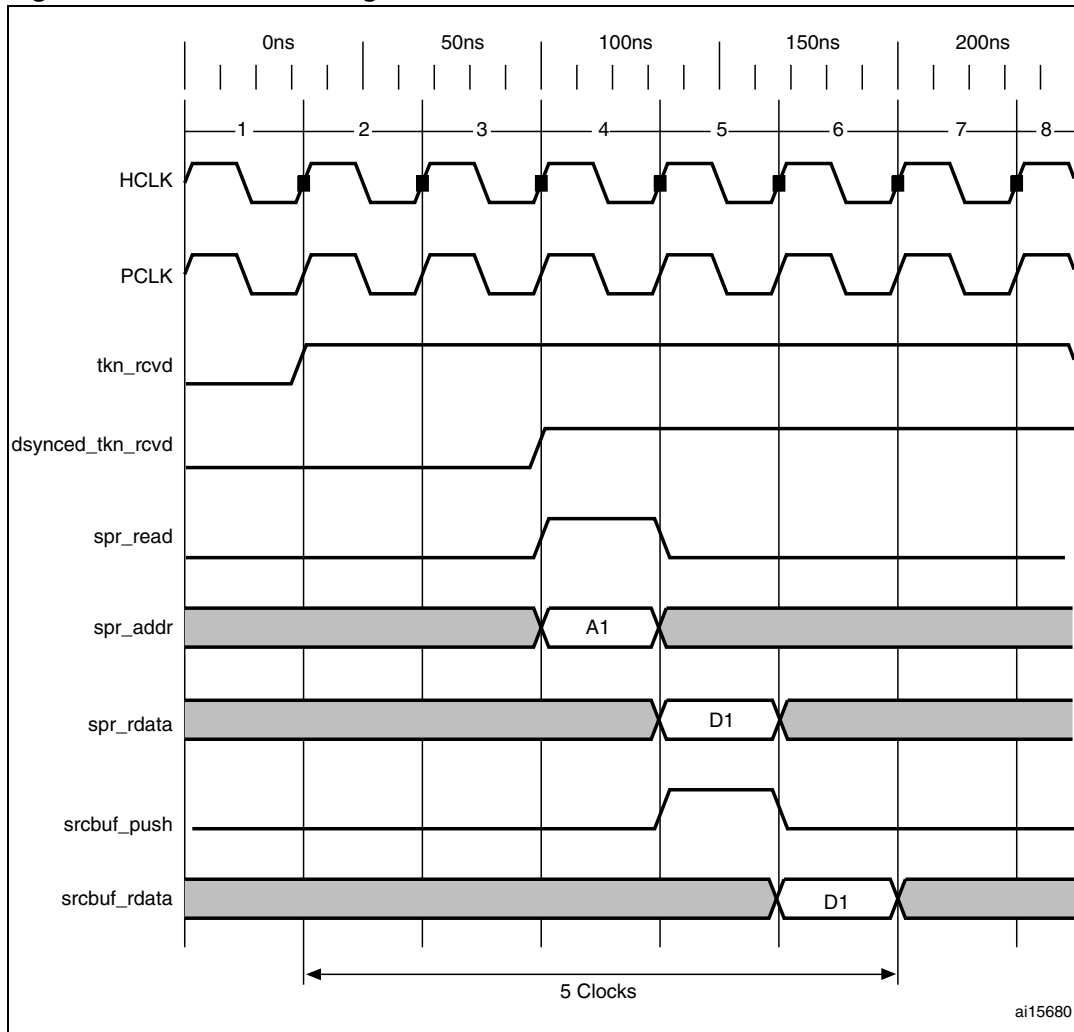 0ns 50ns 100ns 150ns 200ns
1 2 3 4 5 6 7 8
HCLK
PCLK
tkn_rcvd
dsynced_tkn_rcvd
spr_read
spr_addr A1
spr_rdata D1
srcbuf_push
srcbuf_rdata D1
5 Clocks
ai15680